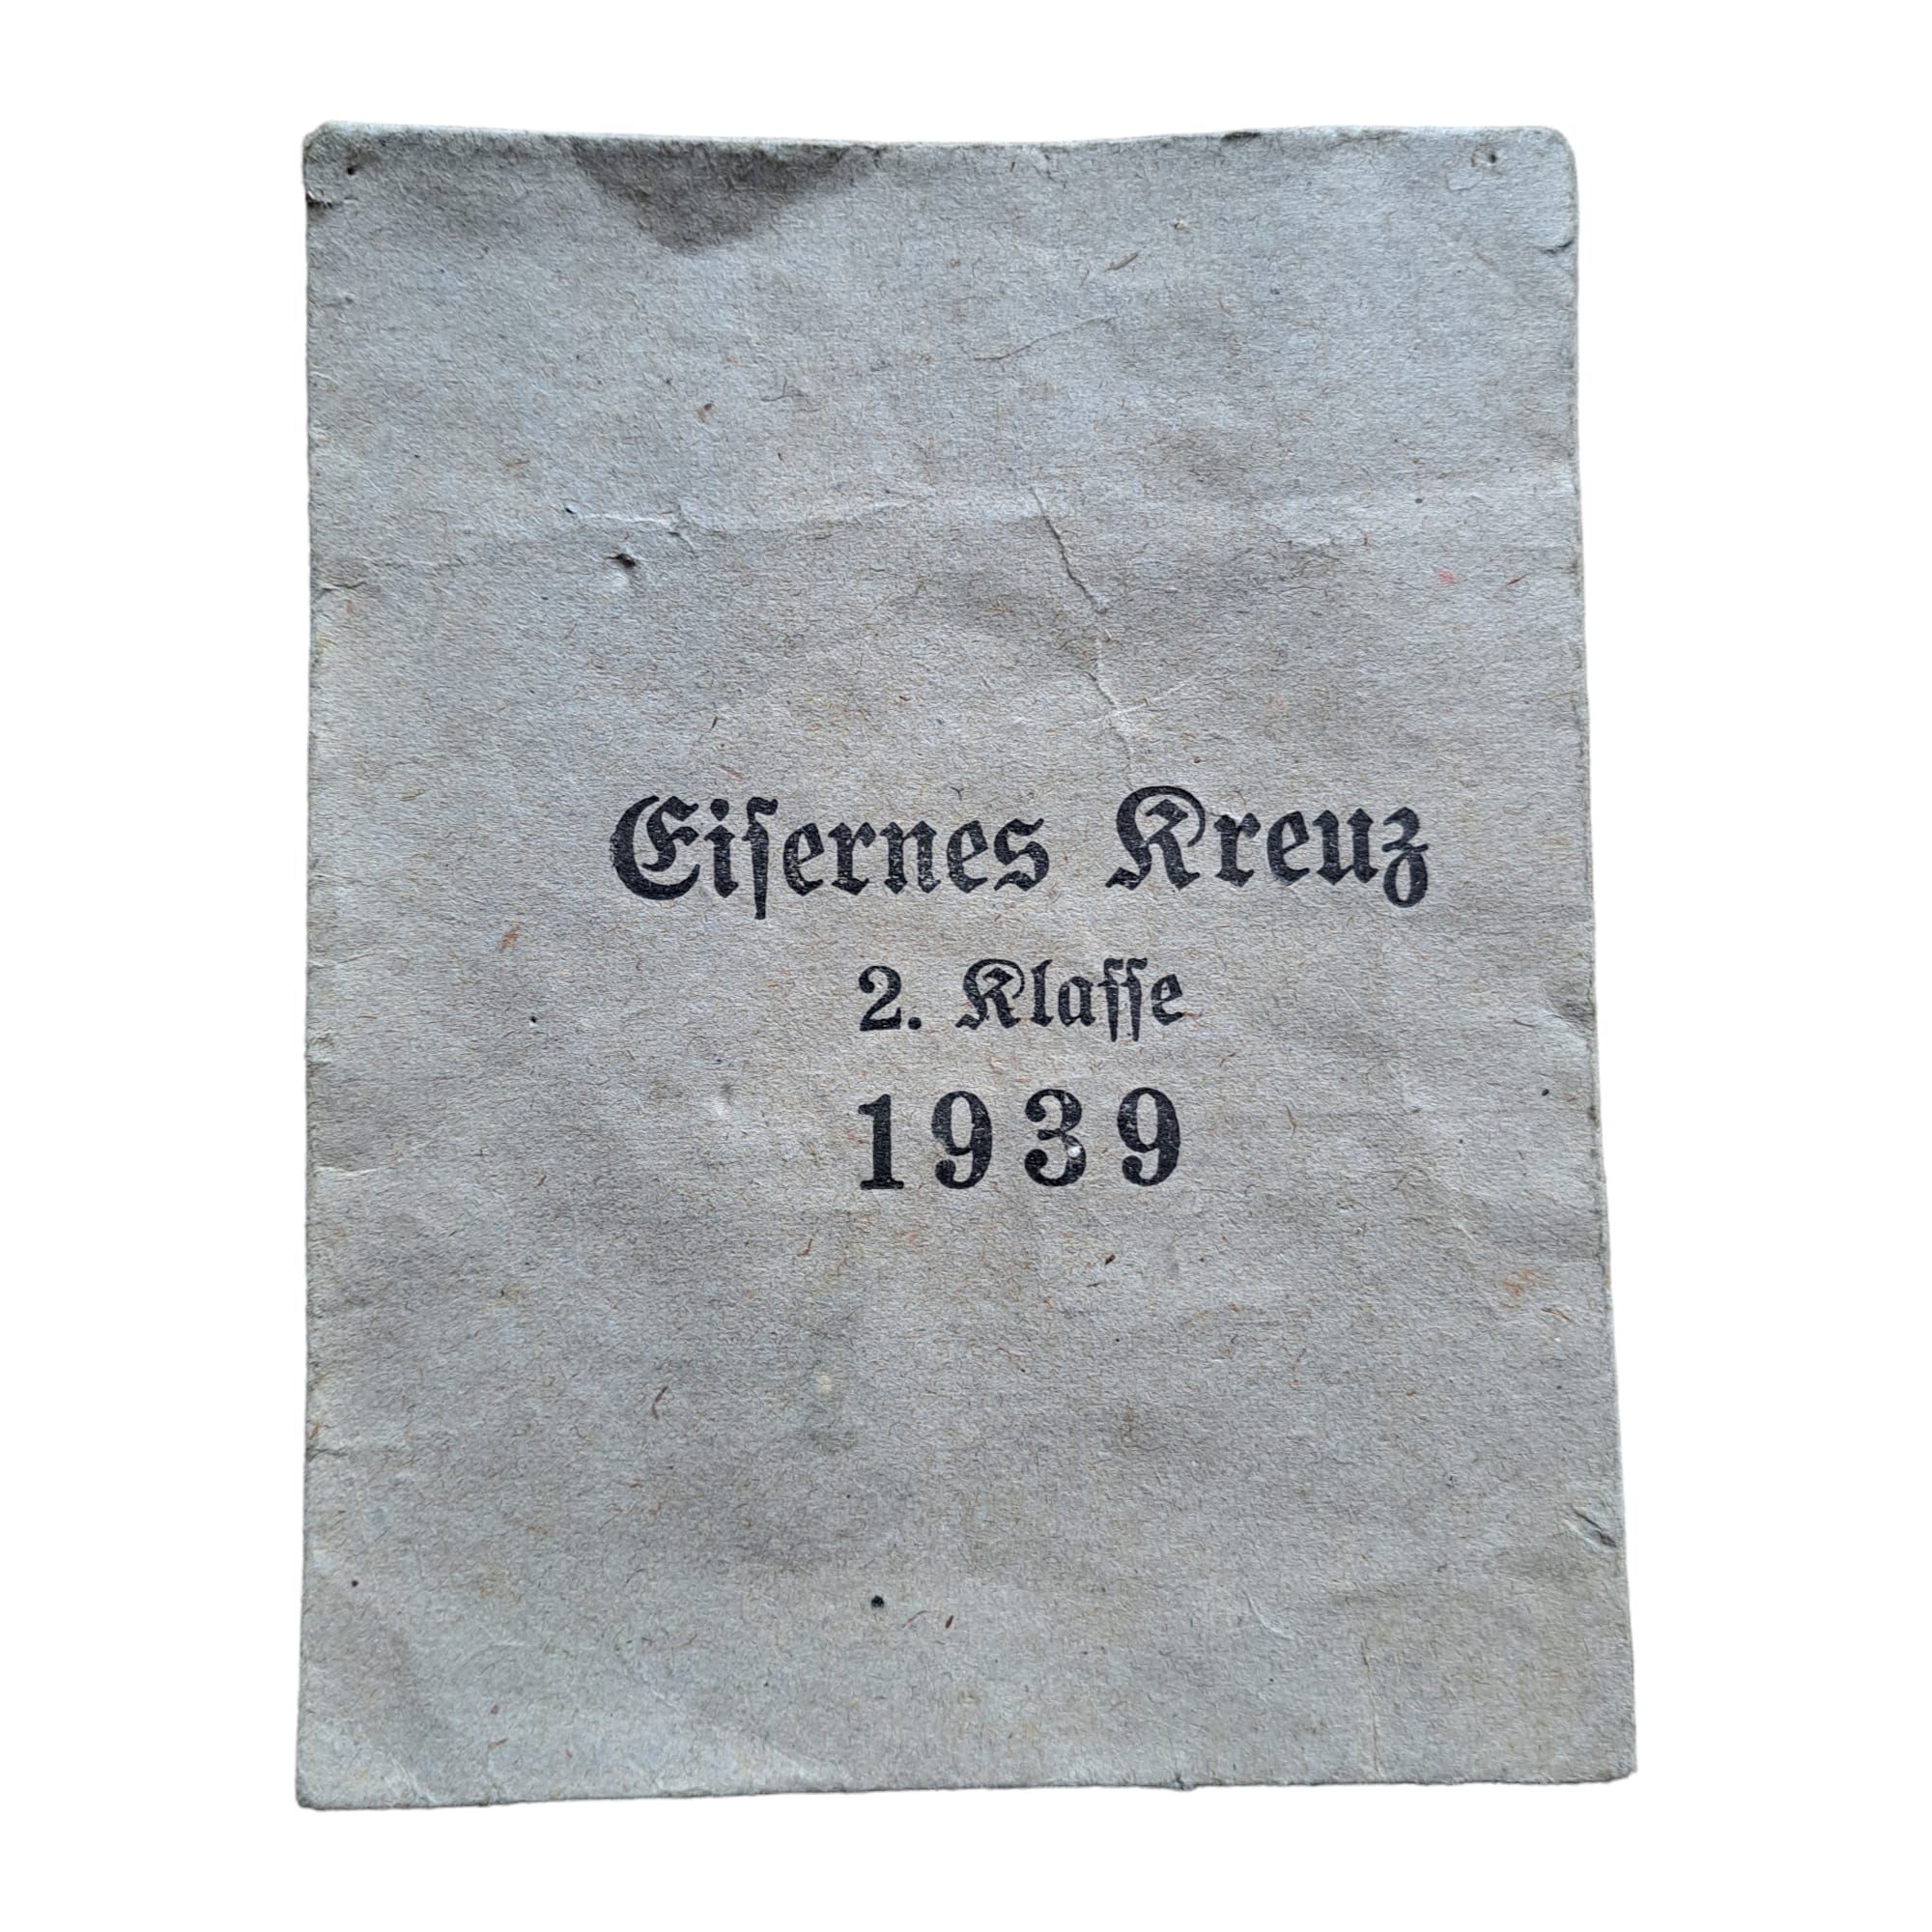 Eiſernes Kreuz
2. Klaſſe
1939